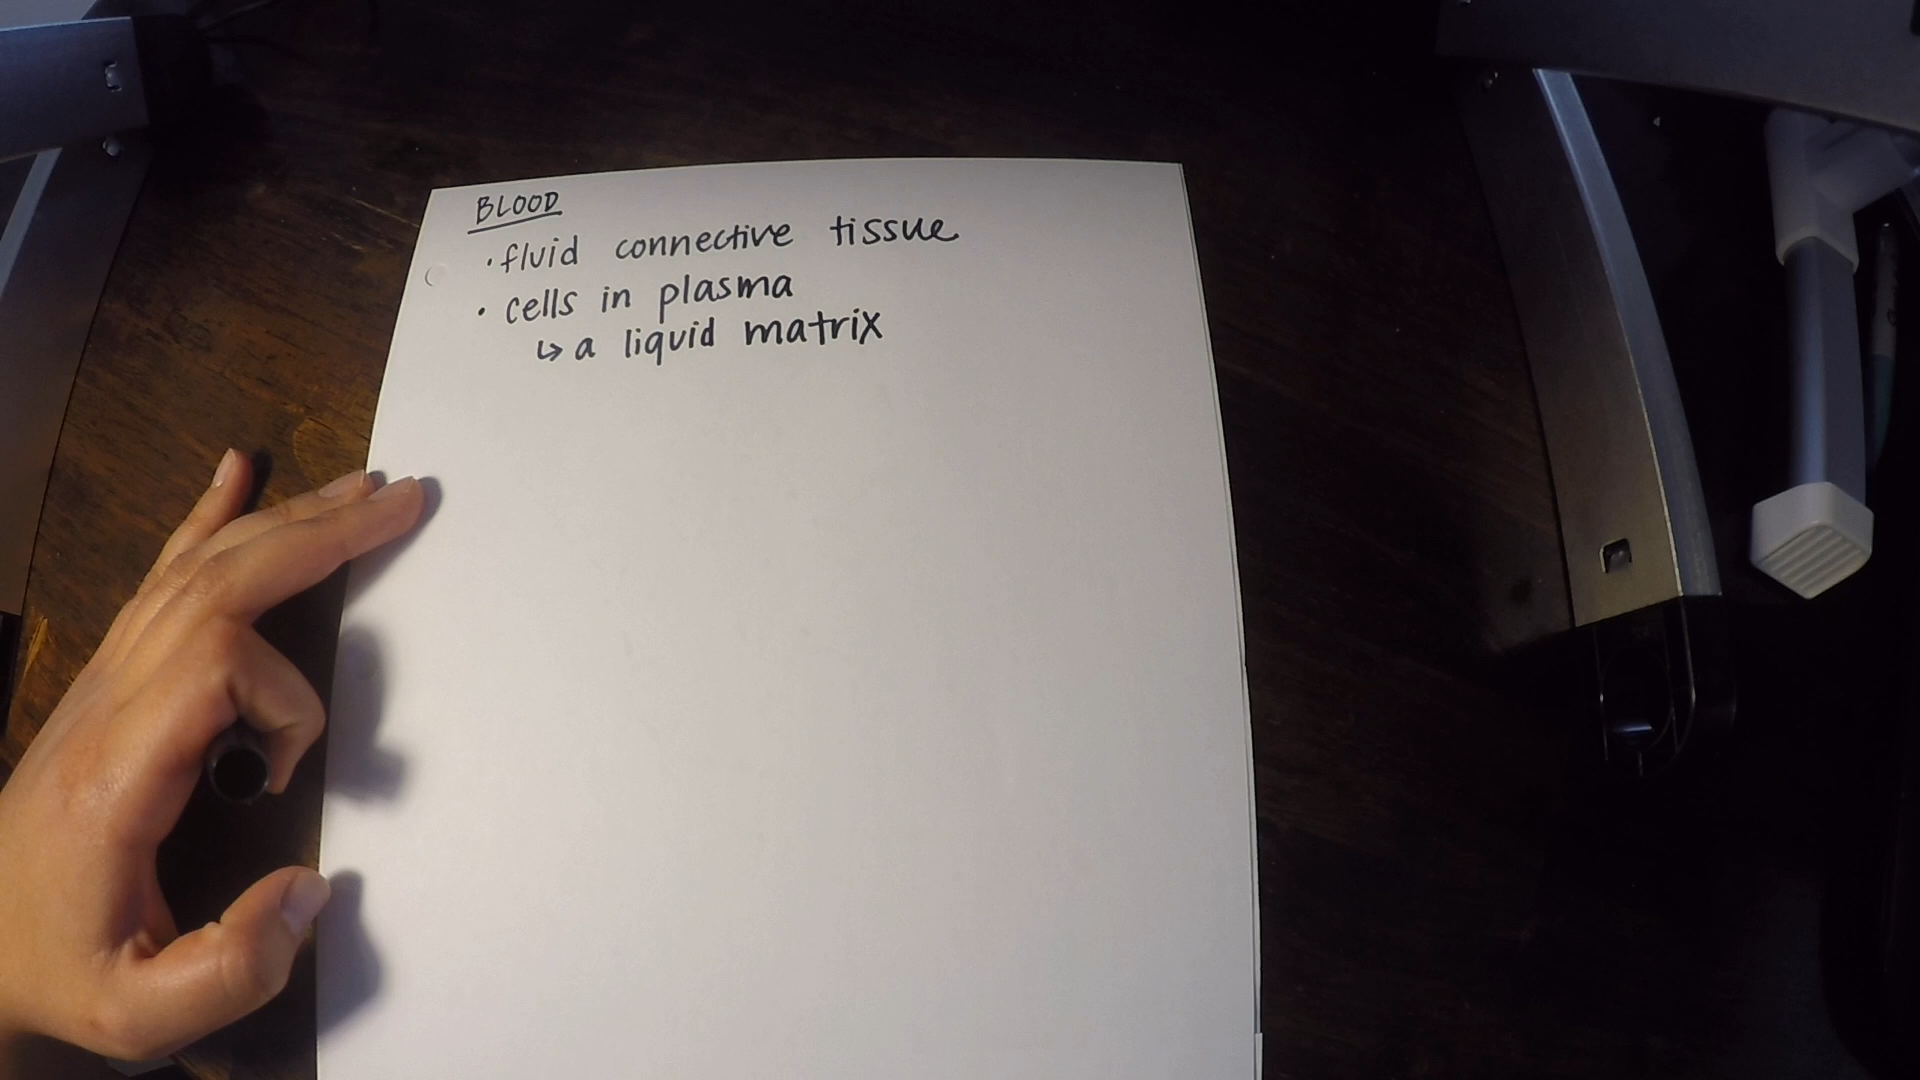 BLOOD
· fluid connective tissue
· cells in plasma
↳ a liquid matrix